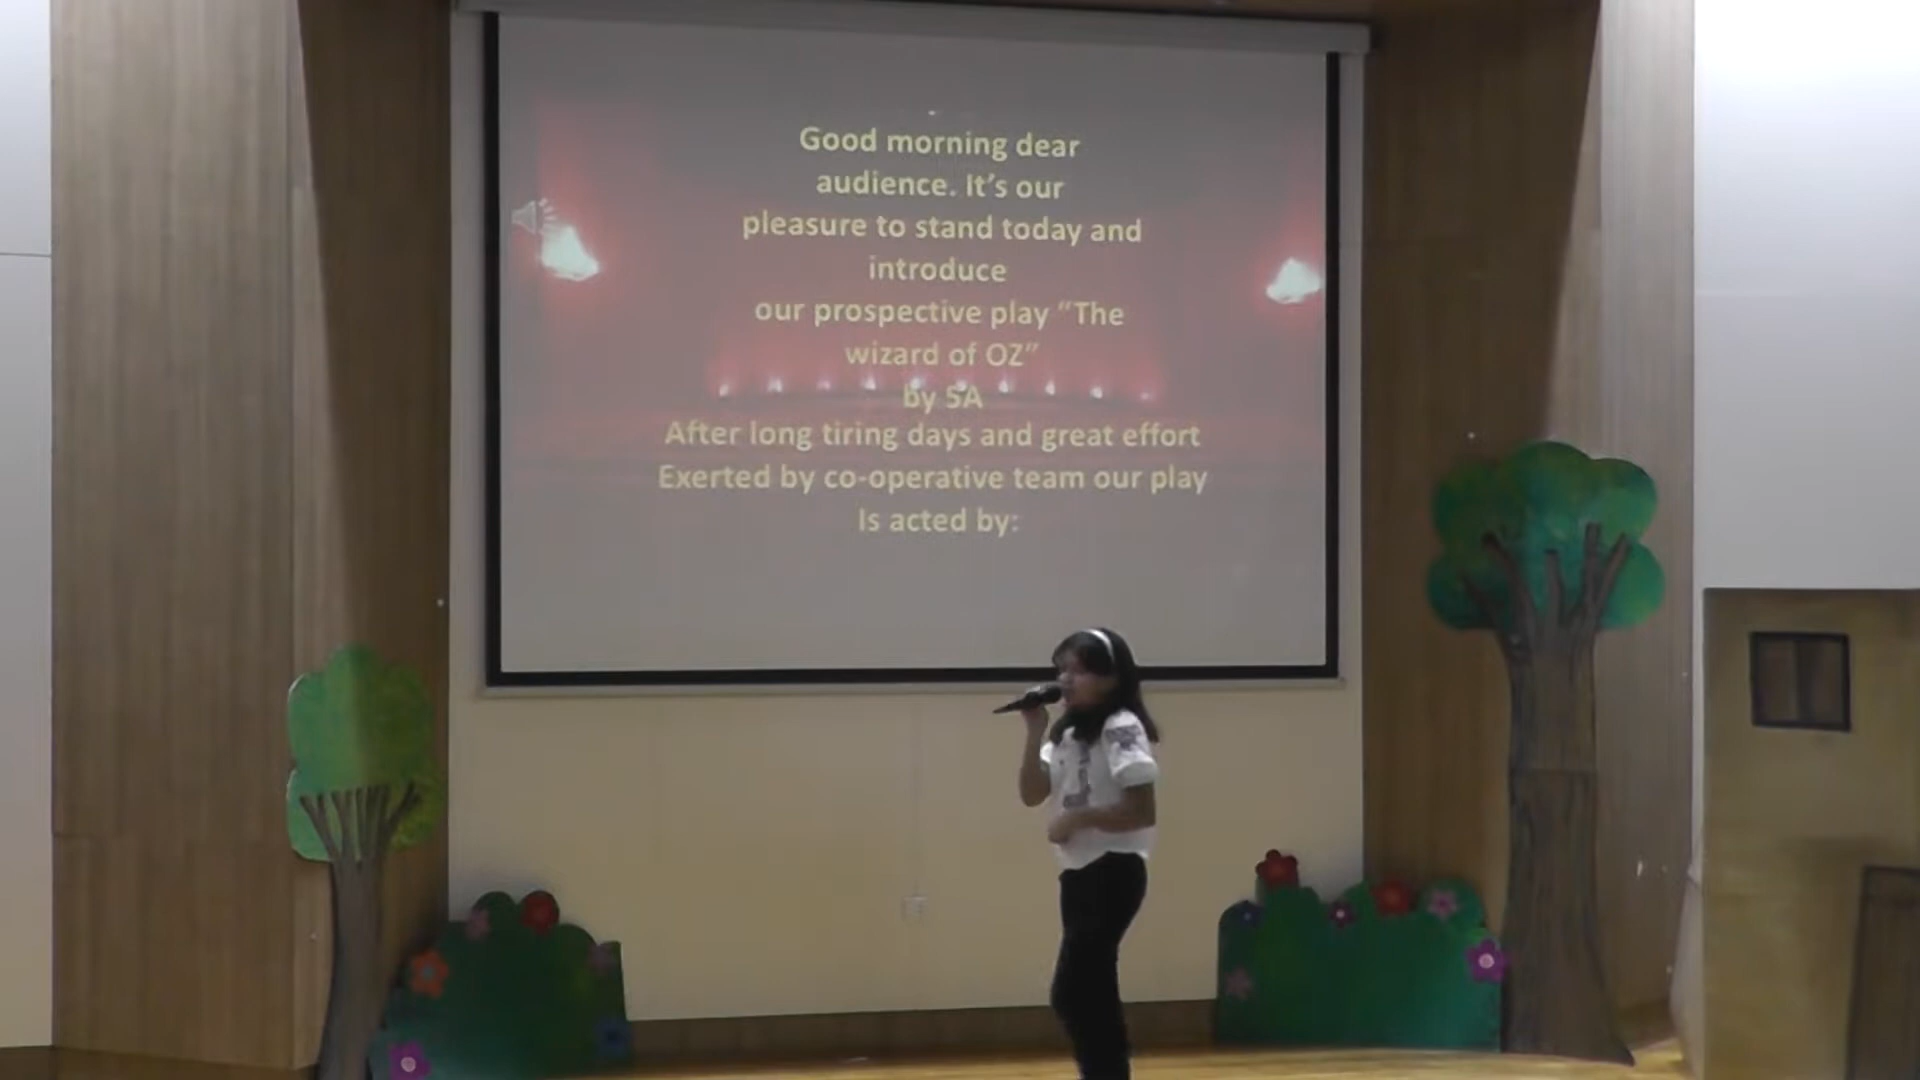 Good morning dear
audience. It's our
pleasure to stand today and
introduce
our prospective play “The
wizard of OZ”
by 5A
After long tiring days and great effort
Exerted by co-operative team our play
Is acted by: